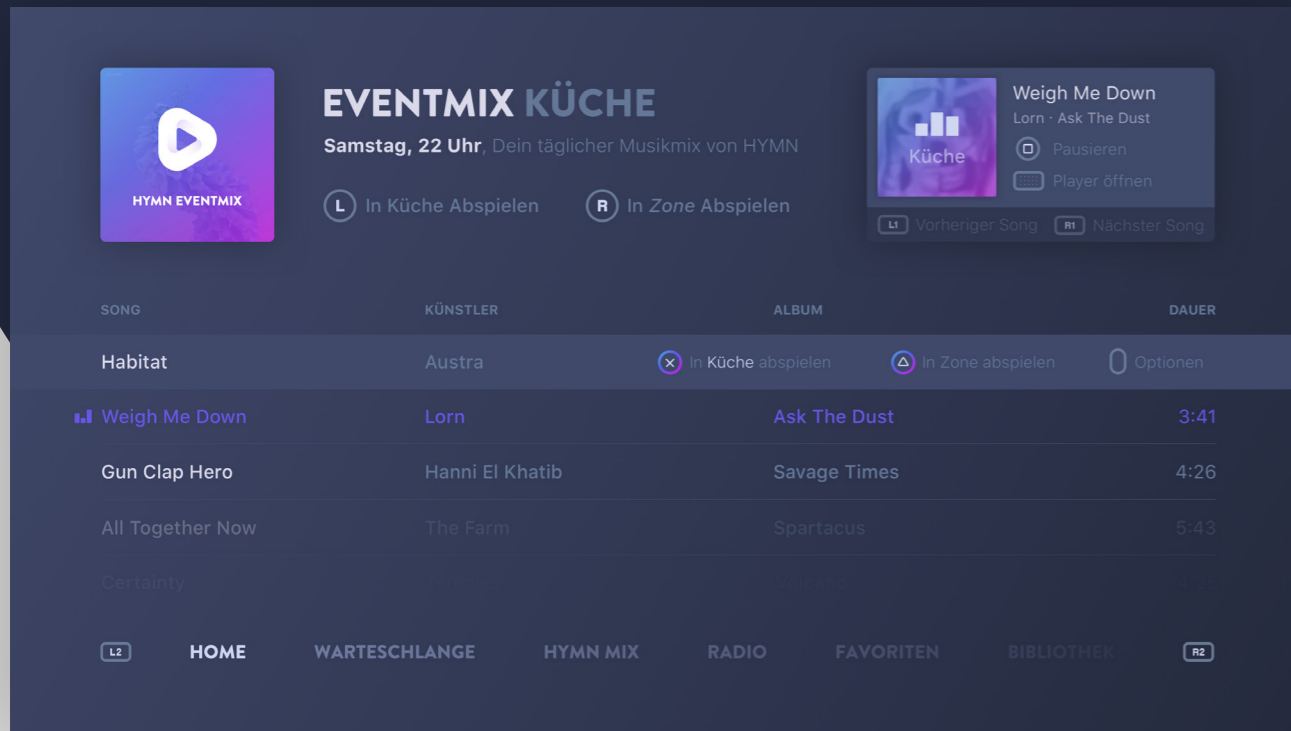 EVENTMIX KÜCHE
Samstag, 22 Uhr, Dein täglicher Musikmix von HYMN
HYMN EVENTMIX
L In Küche Abspielen R In Zone Abspielen
Küche
Weigh Me Down
Lorn · Ask The Dust
Pausieren
Player öffnen
L1 Vorheriger Song R1 Nächster Song
SONG KÜNSTLER ALBUM DAUER
Habitat Austra In Küche abspielen In Zone abspielen Optionen
Weigh Me Down Lorn Ask The Dust 3:41
Gun Clap Hero Hanni El Khatib Savage Times 4:26
All Together Now The Farm Spartacus 5:43
Certainty
L2 HOME WARTESCHLANGE HYMN MIX RADIO FAVORITEN BIBLIOTHEK R2